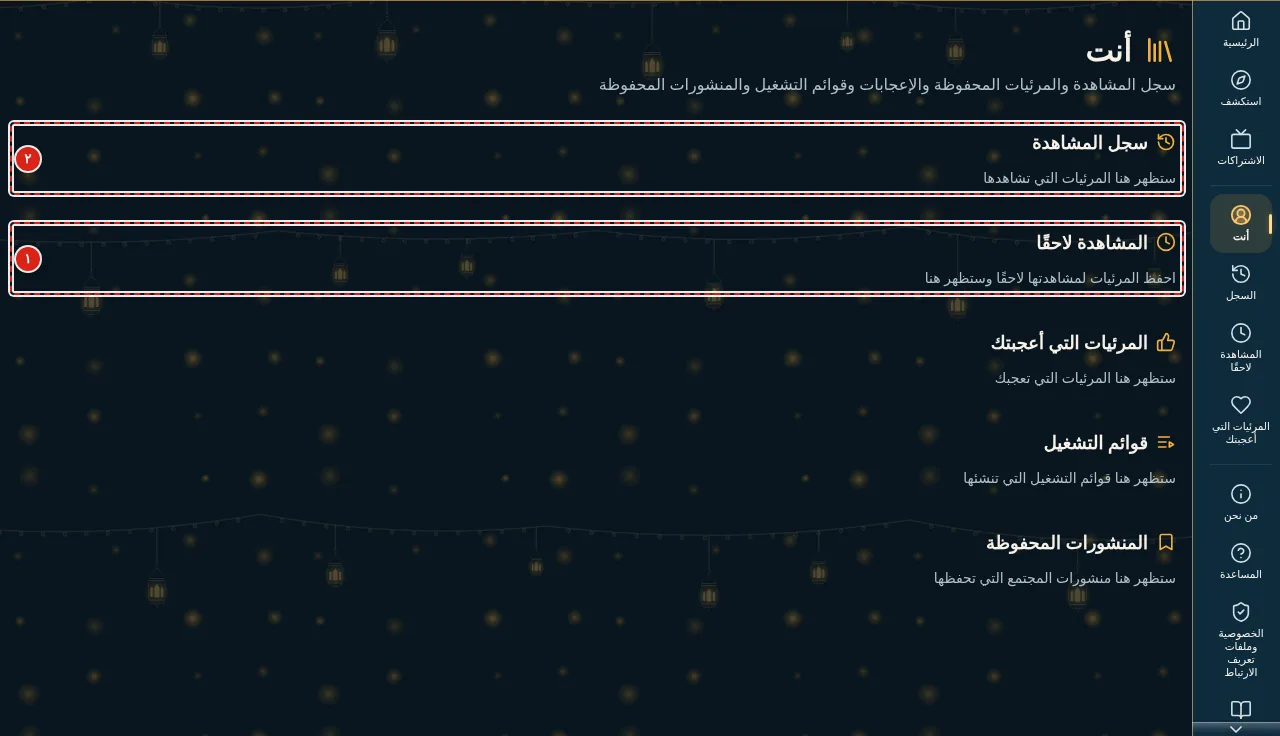 أنت
سجل المشاهدة والمرئيات المحفوظة والإعجابات وقوائم التشغيل والمنشورات المحفوظة
سجل المشاهدة
ستظهر هنا المرئيات التي تشاهدها
٢
المشاهدة لاحقًا
احفظ المرئيات لمشاهدتها لاحقًا وستظهر هنا
١
المرئيات التي أعجبتك
ستظهر هنا المرئيات التي تعجبك
قوائم التشغيل
ستظهر هنا قوائم التشغيل التي تنشئها
المنشورات المحفوظة
ستظهر هنا منشورات المجتمع التي تحفظها
الرئيسية
استكشف
الاشتراكات
أنت
السجل
المشاهدة
لاحقًا
المرئيات التي
أعجبتك
من نحن
المساعدة
الخصوصية
وملفات
تعريف
الارتباط